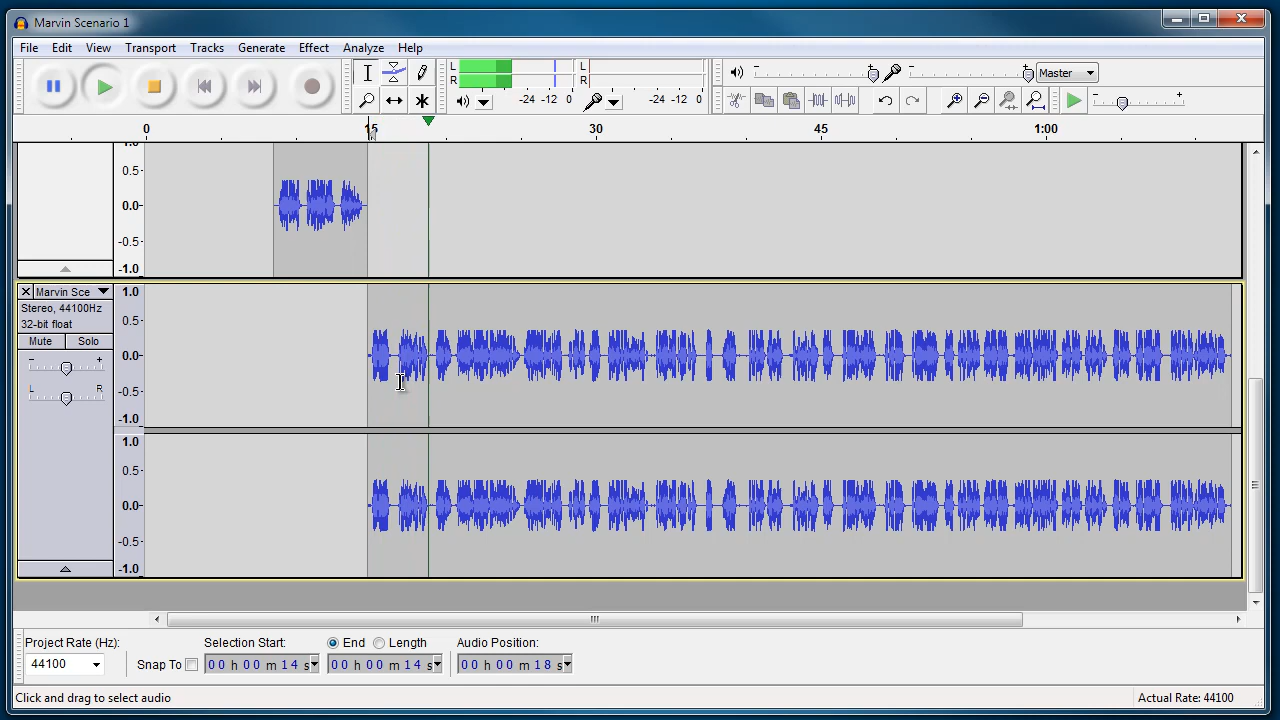 Marvin Scenario 1
File Edit View Transport Tracks Generate Effect Analyze Help
L R -24 -12 0
L R -24 -12 0
Master
0 15 30 45 1:00
1.0
0.5
0.0
-0.5
-1.0
Marvin Sce
Stereo, 44100Hz
32-bit float
Mute Solo
- +
L R
1.0
0.5
0.0
-0.5
-1.0
1.0
0.5
0.0
-0.5
-1.0
Project Rate (Hz): Selection Start: End Length Audio Position:
44100 Snap To 00 h 00 m 14 s 00 h 00 m 14 s 00 h 00 m 18 s
Click and drag to select audio Actual Rate: 44100